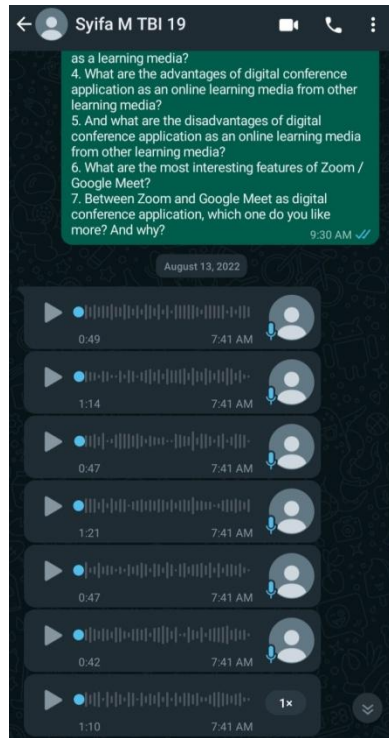 Syifa M TBI 19
as a learning media?
4. What are the advantages of digital conference
application as an online learning media from other
learning media?
5. And what are the disadvantages of digital
conference application as an online learning media
from other learning media?
6. What are the most interesting features of Zoom /
Google Meet?
7. Between Zoom and Google Meet as digital
conference application, which one do you like
more? And why?
9:30 AM
August 13, 2022
0:49 7:41 AM
1:14 7:41 AM
0:47 7:41 AM
1:21 7:41 AM
0:47 7:41 AM
0:42 7:41 AM
1×
1:10 7:41 AM